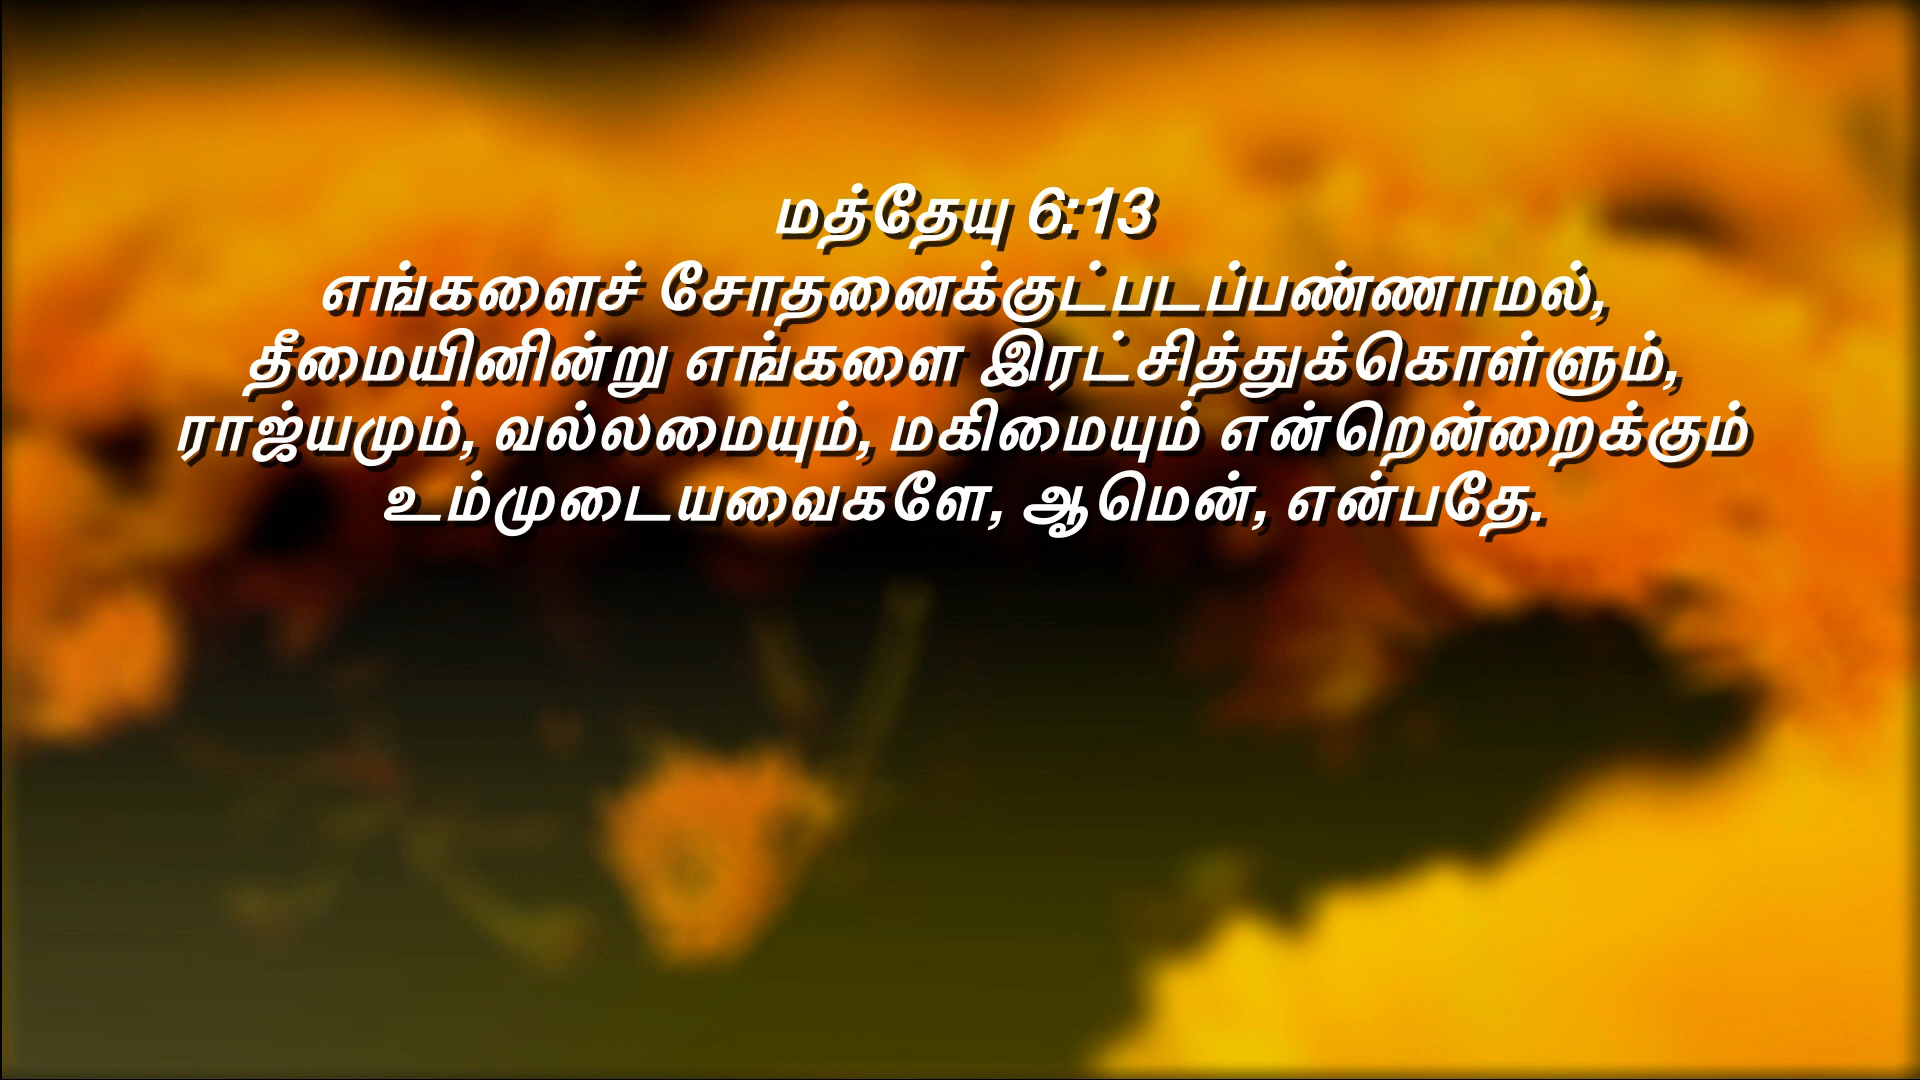 மத்தேயு 6:13
எங்களைச் சோதனைக்குட்படப்பண்ணாமல்,
தீமையினின்று எங்களை இரட்சித்துக்கொள்ளும்,
ராஜ்யமும், வல்லமையும், மகிமையும் என்றென்றைக்கும்
உம்முடையவைகளே, ஆமென், என்பதே.